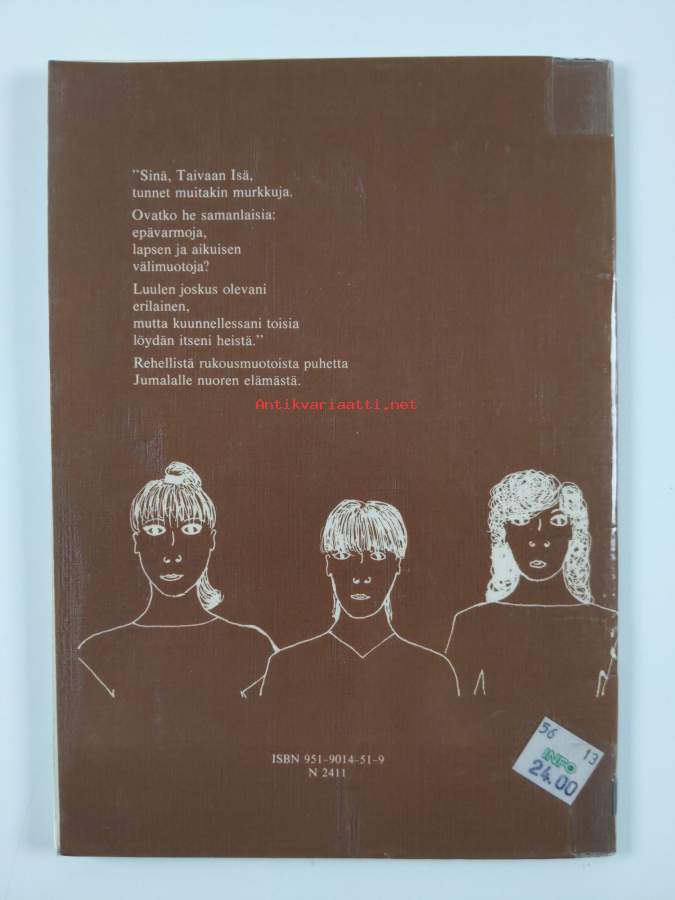 "Sinä, Taivaan Isä,
tunnet muitakin murkkuja.
Ovatko he samanlaisia:
epävarmoja,
lapsen ja aikuisen
välimuotoja?
Luulen joskus olevani
erilainen,
mutta kuunnellessani toisia
löydän itseni heistä."
Rehellistä rukousmuotoista puhetta
Jumalalle nuoren elämästä.
Antikvariaatti.net
ISBN 951-9014-51-9
N 2411
56 13
INFO
24.00